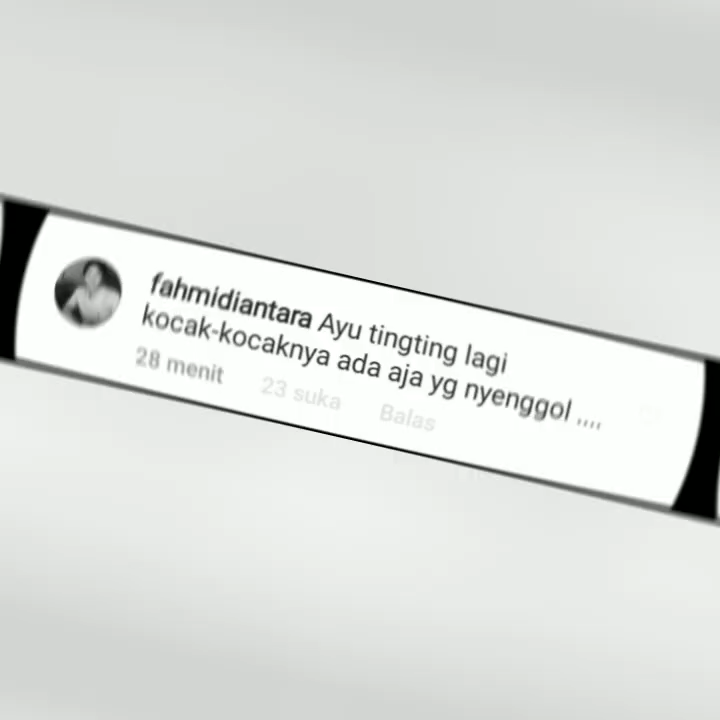 fahmidiantara Ayu tingting lagi
kocak-kocaknya ada aja yg nyenggol ....
28 menit 23 suka Balas